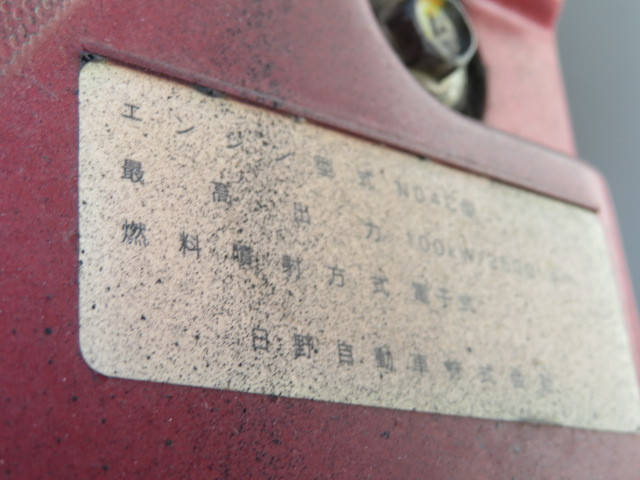 エンジン型式 N04C型
最高出力 100kW/2500
燃料噴射方式 電子式
日野自動車株式会社